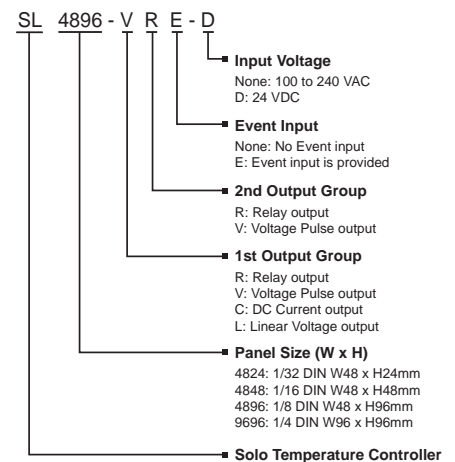 SL 4896 - V R E - D
Input Voltage
None: 100 to 240 VAC
D: 24 VDC
Event Input
None: No Event input
E: Event input is provided
2nd Output Group
R: Relay output
V: Voltage Pulse output
1st Output Group
R: Relay output
V: Voltage Pulse output
C: DC Current output
L: Linear Voltage output
Panel Size (W x H)
4824: 1/32 DIN W48 x H24mm
4848: 1/16 DIN W48 x H48mm
4896: 1/8 DIN W48 x H96mm
9696: 1/4 DIN W96 x H96mm
Solo Temperature Controller